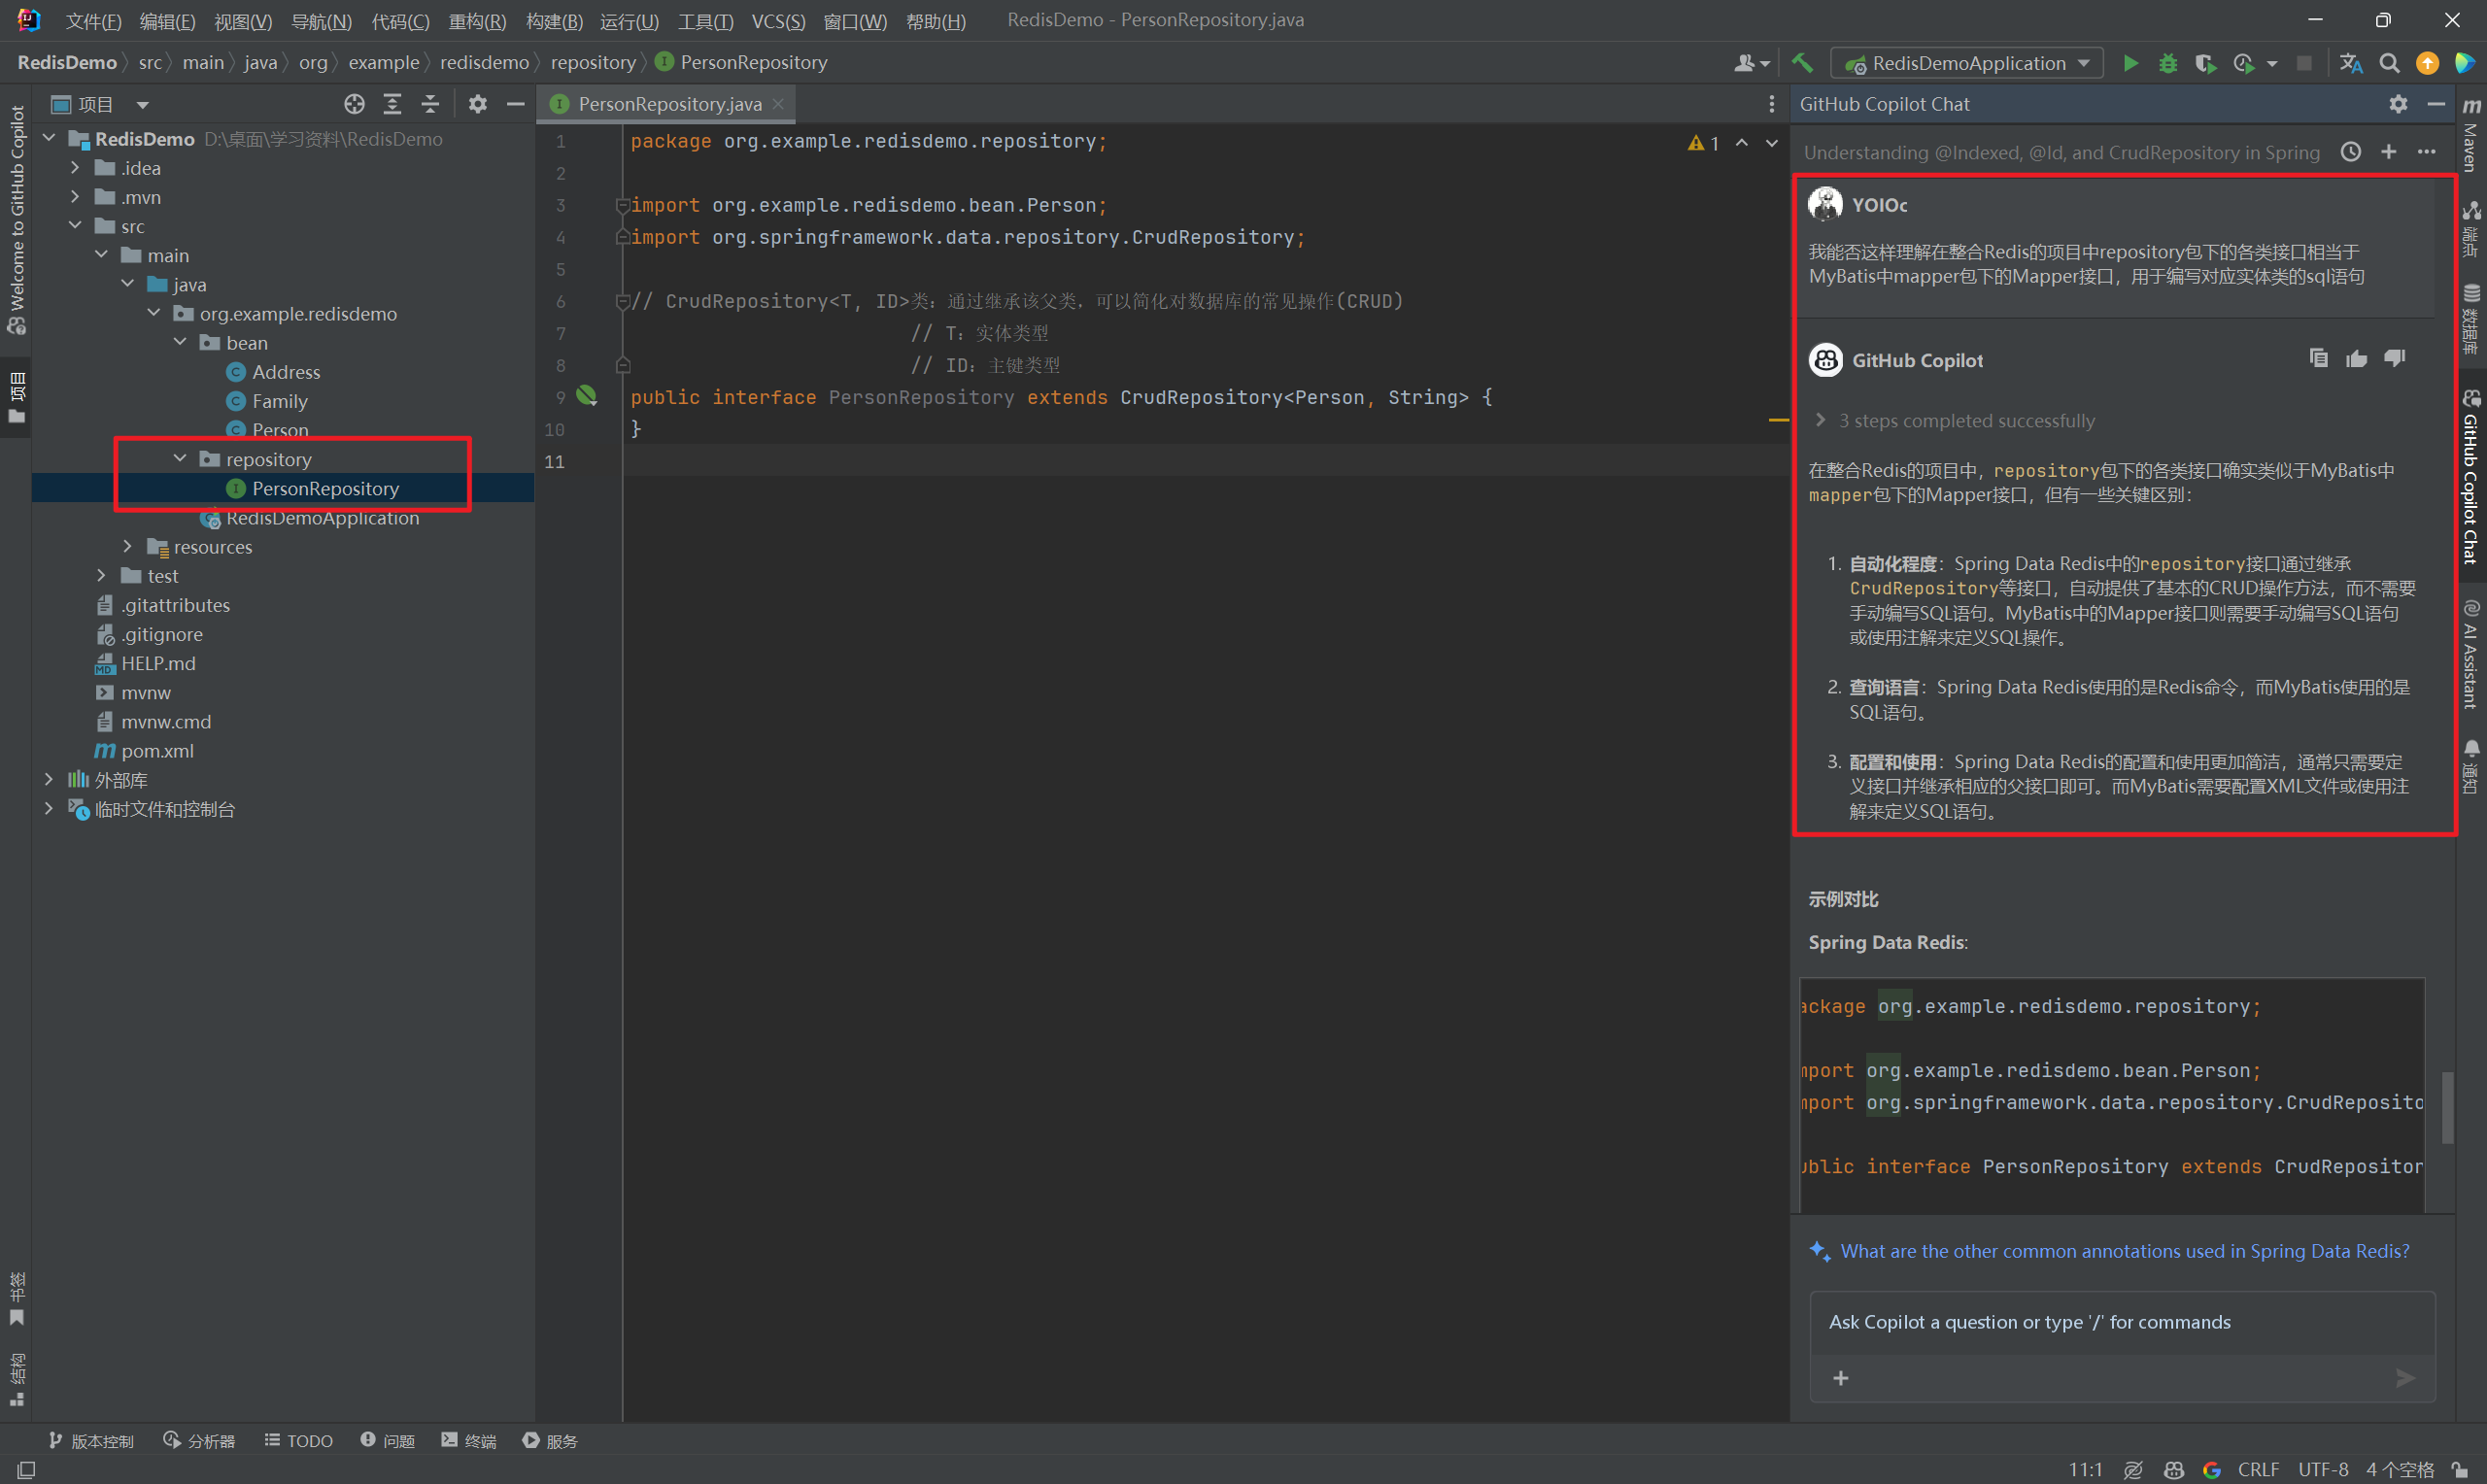 文件(F) 编辑(E) 视图(V) 导航(N) 代码(C) 重构(R) 构建(B) 运行(U) 工具(T) VCS(S) 窗口(W) 帮助(H) RedisDemo - PersonRepository.java
RedisDemo src main java org example redisdemo repository PersonRepository
RedisDemoApplication
Welcome to GitHub Copilot
项目
书签
结构
项目
RedisDemo D:\桌面\学习资料\RedisDemo
.idea
.mvn
src
main
java
org.example.redisdemo
bean
Address
Family
Person
repository
PersonRepository
RedisDemoApplication
resources
test
.gitattributes
.gitignore
HELP.md
mvnw
mvnw.cmd
pom.xml
外部库
临时文件和控制台
PersonRepository.java
1 package org.example.redisdemo.repository;
2
3 import org.example.redisdemo.bean.Person;
4 import org.springframework.data.repository.CrudRepository;
5
6 // CrudRepository<T, ID>类：通过继承该父类，可以简化对数据库的常见操作(CRUD)
7 // T：实体类型
8 // ID：主键类型
9 public interface PersonRepository extends CrudRepository<Person, String> {
10 }
11
1
GitHub Copilot Chat
Understanding @Indexed, @Id, and CrudRepository in Spring
YOIOc
我能否这样理解在整合Redis的项目中repository包下的各类接口相当于
MyBatis中mapper包下的Mapper接口，用于编写对应实体类的sql语句
GitHub Copilot
3 steps completed successfully
在整合Redis的项目中，repository包下的各类接口确实类似于MyBatis中
mapper包下的Mapper接口，但有一些关键区别：
1. 自动化程度：Spring Data Redis中的repository接口通过继承
CrudRepository等接口，自动提供了基本的CRUD操作方法，而不需要
手动编写SQL语句。MyBatis中的Mapper接口则需要手动编写SQL语句
或使用注解来定义SQL操作。
2. 查询语言：Spring Data Redis使用的是Redis命令，而MyBatis使用的是
SQL语句。
3. 配置和使用：Spring Data Redis的配置和使用更加简洁，通常只需要定
义接口并继承相应的父接口即可。而MyBatis需要配置XML文件或使用注
解来定义SQL语句。
示例对比
Spring Data Redis:
ackage org.example.redisdemo.repository;
mport org.example.redisdemo.bean.Person;
mport org.springframework.data.repository.CrudReposito
ublic interface PersonRepository extends CrudRepositor
What are the other common annotations used in Spring Data Redis?
Ask Copilot a question or type '/' for commands
Maven
端点
数据库
GitHub Copilot Chat
AI Assistant
通知
版本控制 分析器 TODO 问题 终端 服务
11:1 CRLF UTF-8 4 个空格